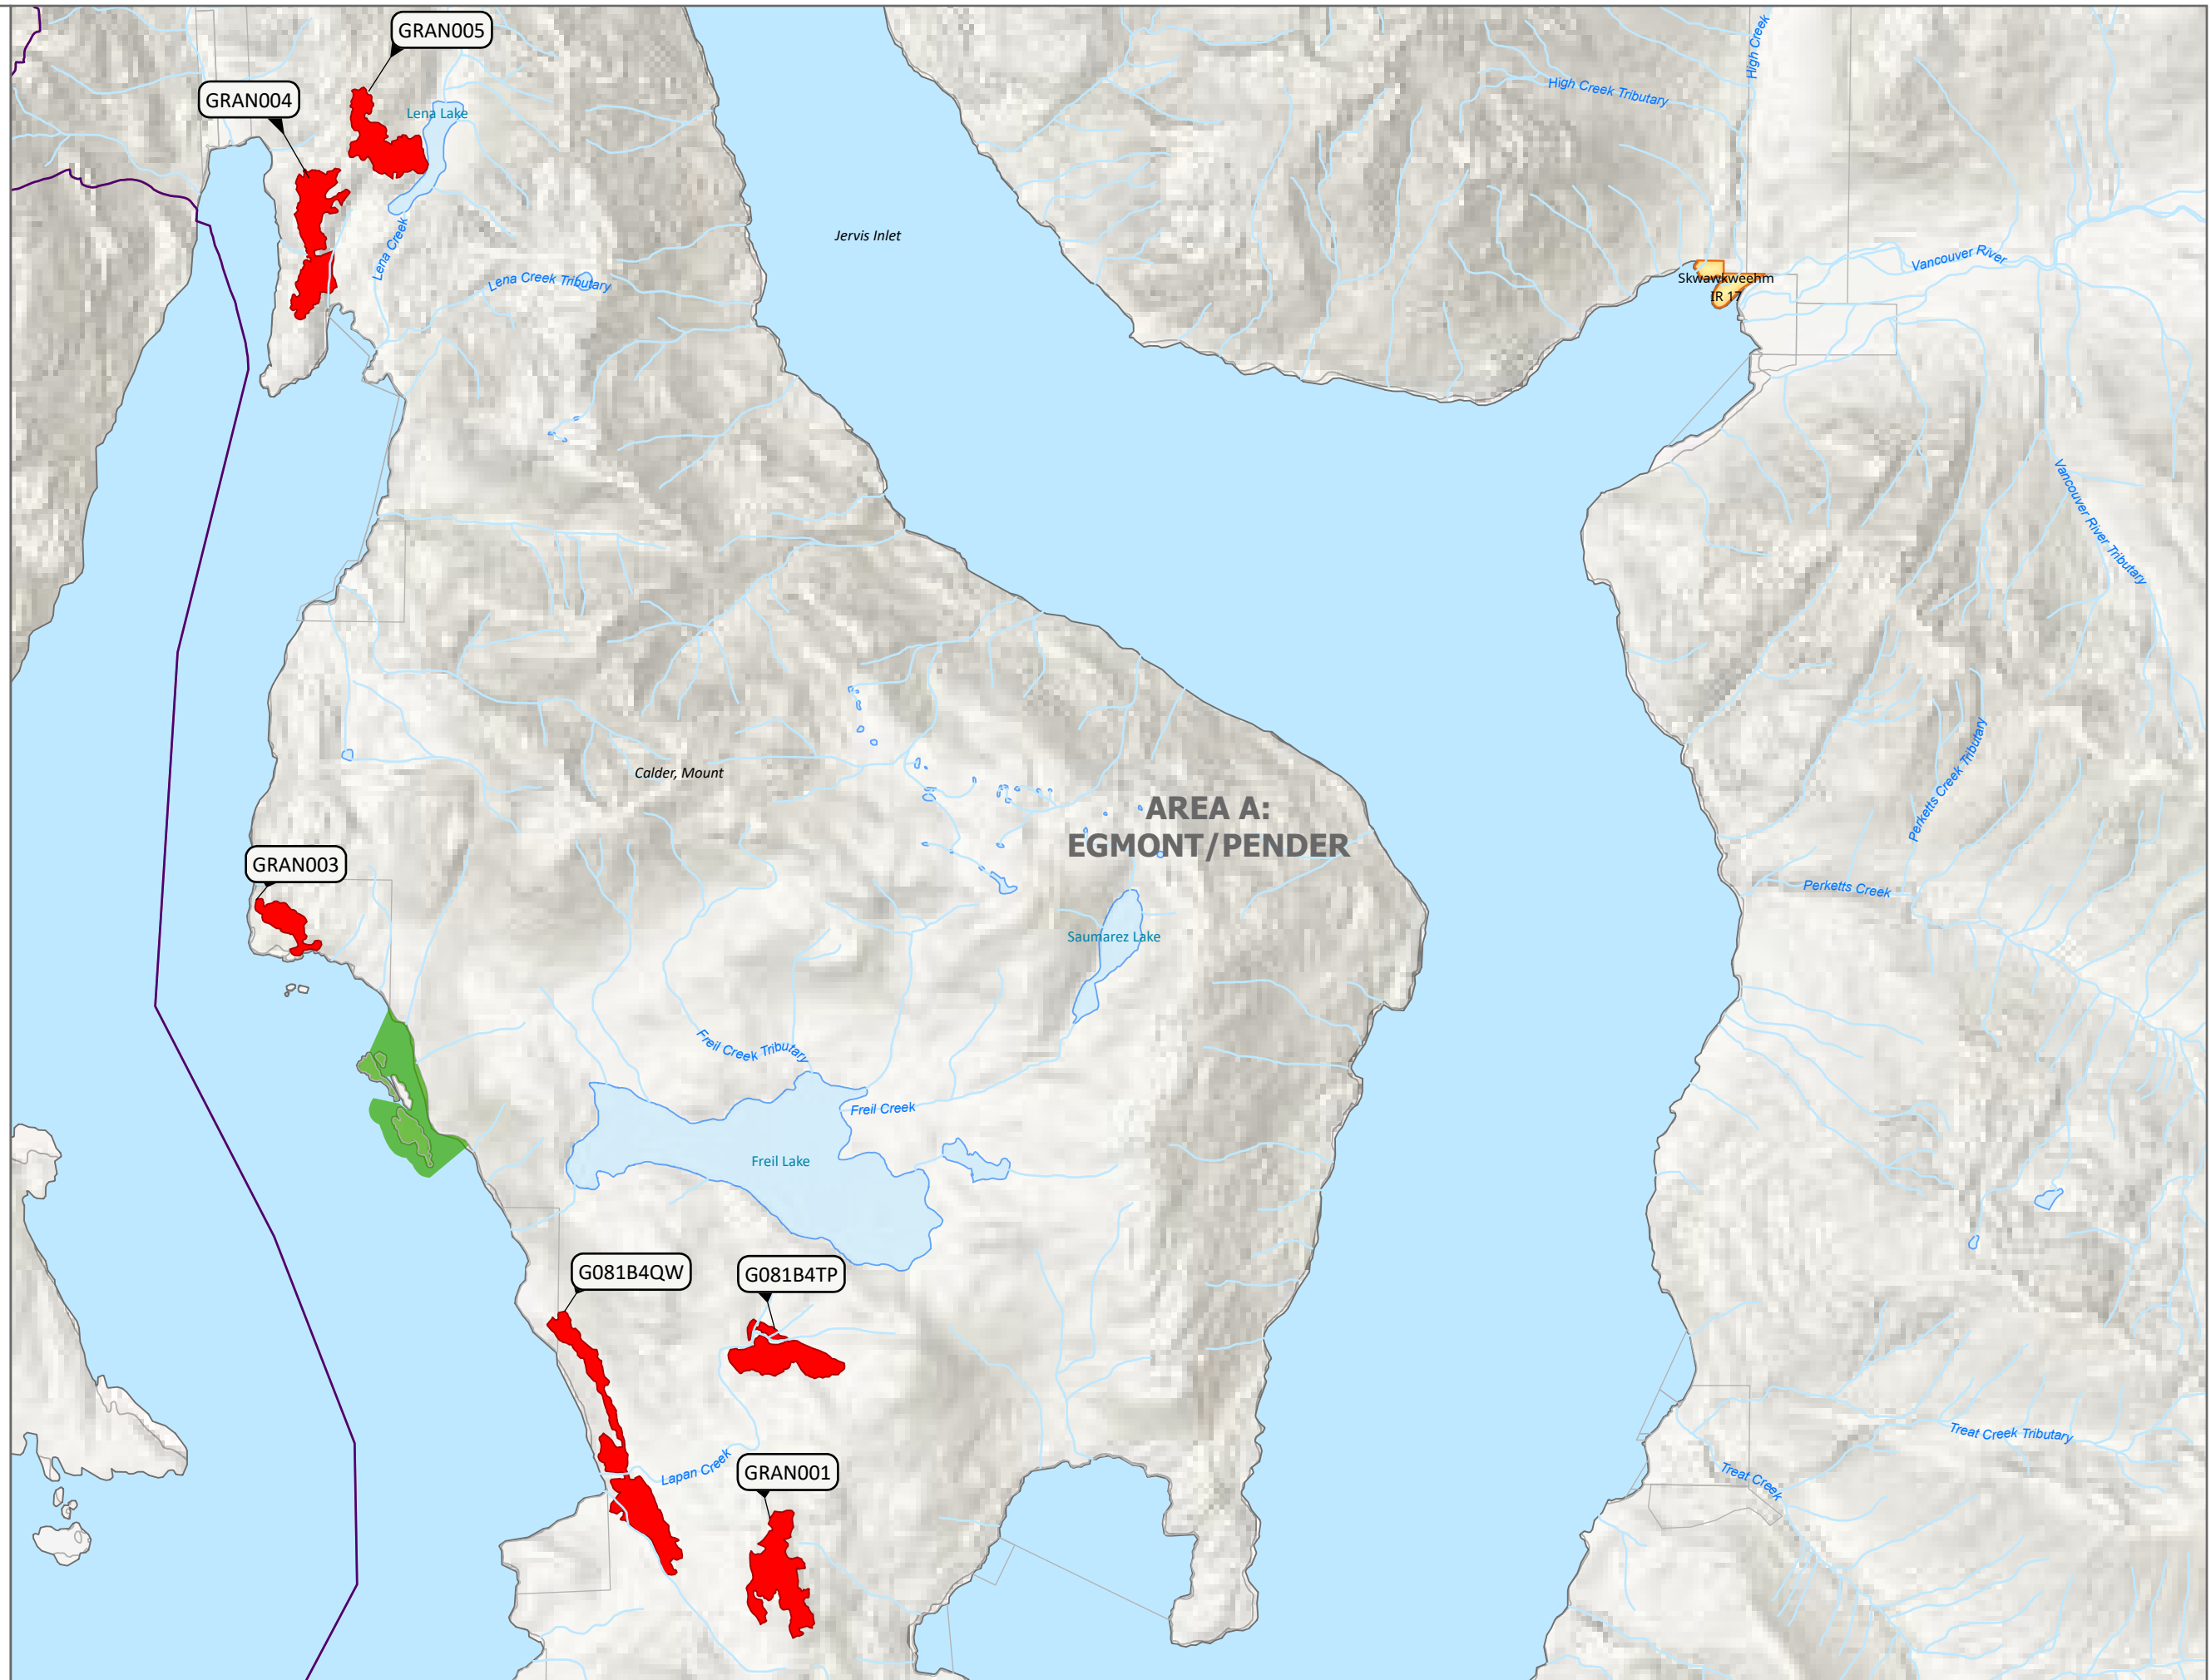 GRAN005
High Creek
High Creek Tributary
GRAN004
Lena Lake
Jervis Inlet
Lena Creek
Vancouver River
Lena Creek Tributary
Skwawkweehm
IR 17
Vancouver River Tributary
Calder, Mount
Perketts Creek Tributary
AREA A:
EGMONT/PENDER
GRAN003
Perketts Creek
Saumarez Lake
Freil Creek Tributary
Freil Creek
Freil Lake
G081B4QW
G081B4TP
Treat Creek Tributary
Lapan Creek
GRAN001
Treat Creek